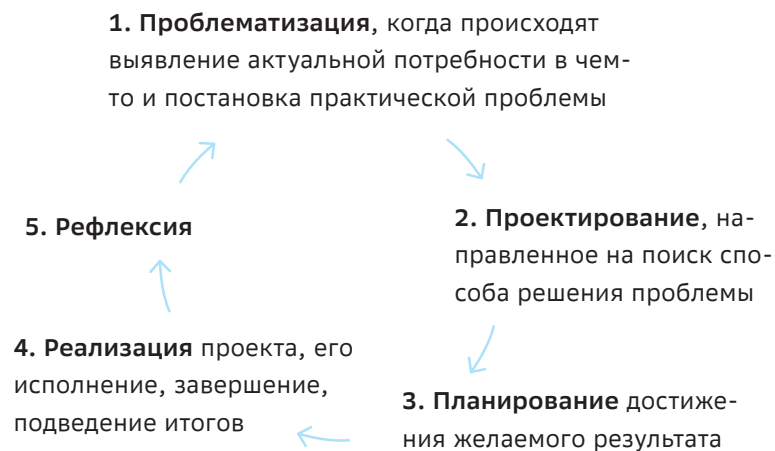 1. Проблематизация, когда происходят
выявление актуальной потребности в чем-
то и постановка практической проблемы
2. Проектирование, на-
правленное на поиск спо-
соба решения проблемы
3. Планирование достиже-
ния желаемого результата
4. Реализация проекта, его
исполнение, завершение,
подведение итогов
5. Рефлексия